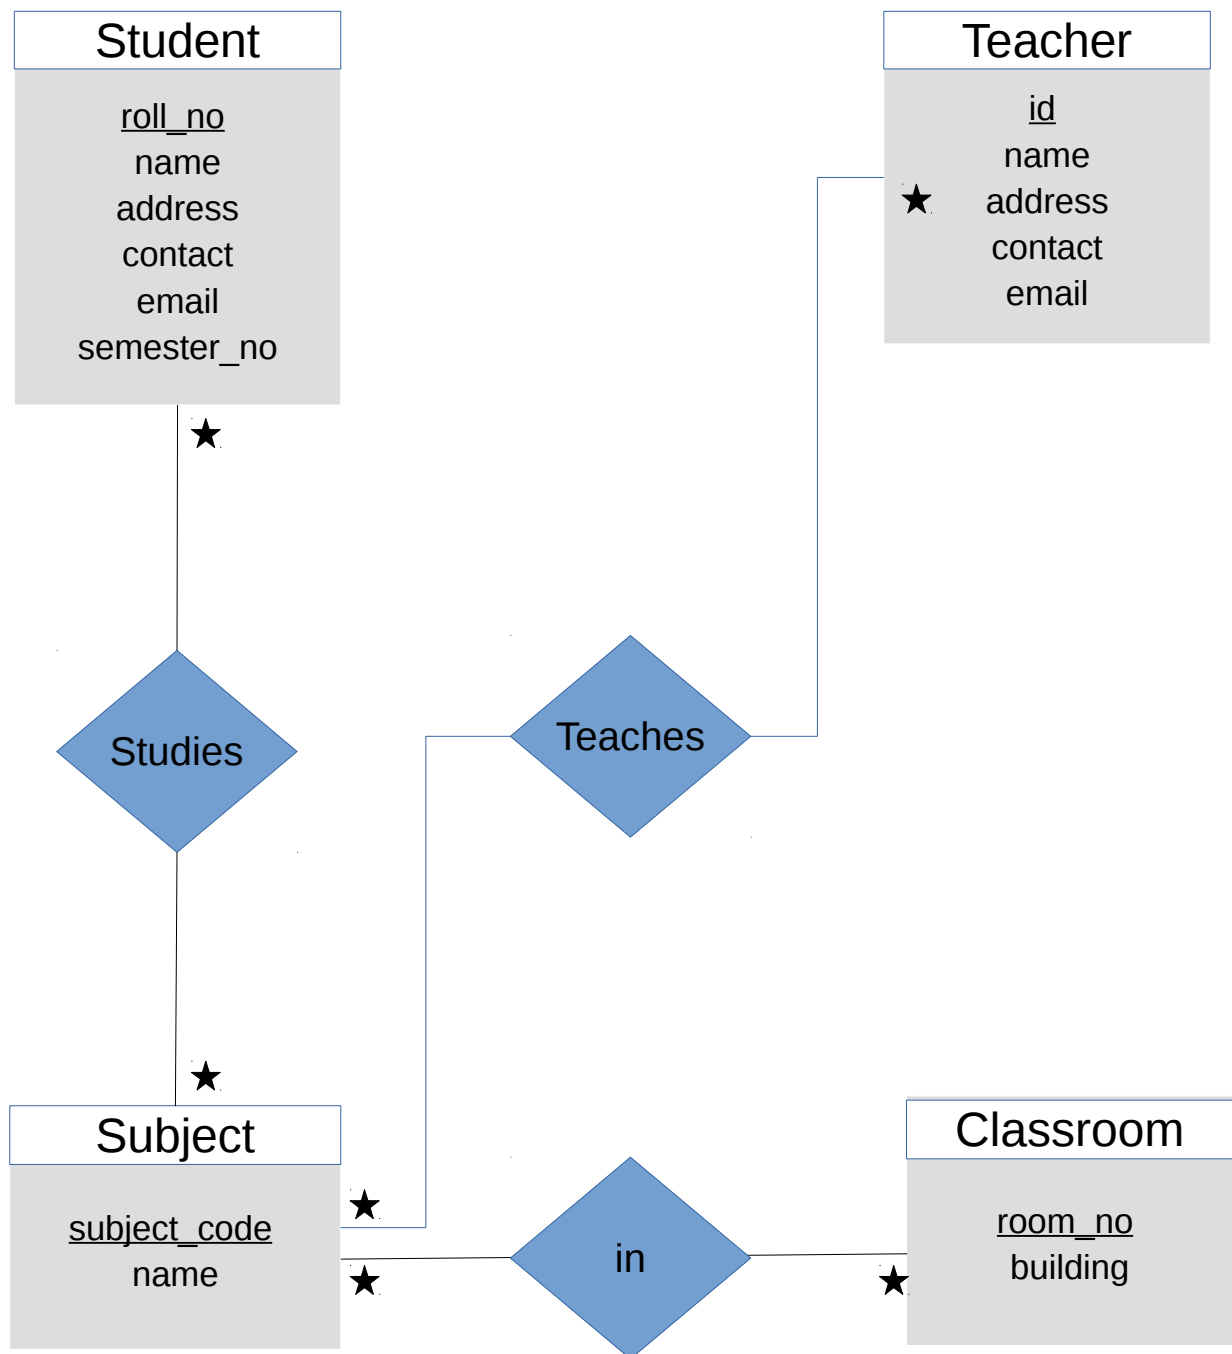 Student
roll_no
name
address
contact
email
semester_no
Teacher
id
name
address
contact
email
Studies
Teaches
Subject
subject_code
name
in
Classroom
room_no
building